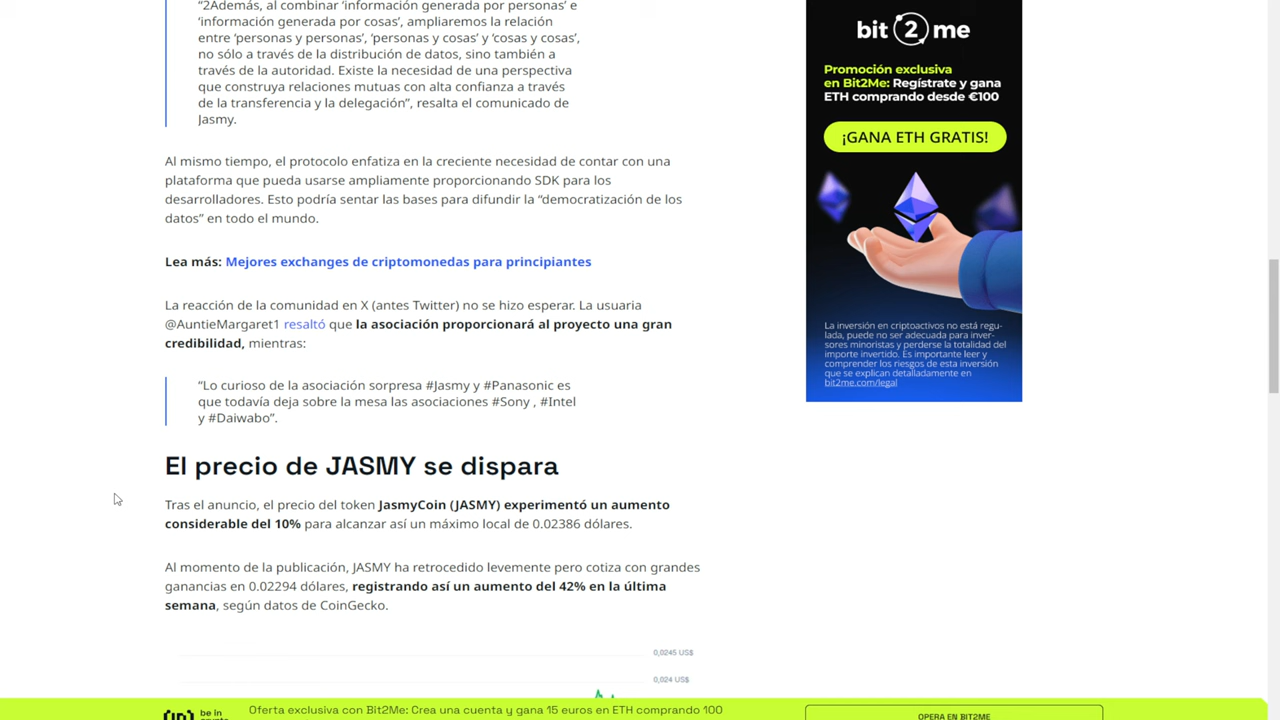 “2Además, al combinar ‘información generada por personas’ e
‘información generada por cosas’, ampliaremos la relación
entre ‘personas y personas’, ‘personas y cosas’ y ‘cosas y cosas’,
no sólo a través de la distribución de datos, sino también a
través de la autoridad. Existe la necesidad de una perspectiva
que construya relaciones mutuas con alta confianza a través
de la transferencia y la delegación”, resalta el comunicado de
Jasmy.
Al mismo tiempo, el protocolo enfatiza en la creciente necesidad de contar con una
plataforma que pueda usarse ampliamente proporcionando SDK para los
desarrolladores. Esto podría sentar las bases para difundir la “democratización de los
datos” en todo el mundo.
Lea más: Mejores exchanges de criptomonedas para principiantes
La reacción de la comunidad en X (antes Twitter) no se hizo esperar. La usuaria
@AuntieMargaret1 resaltó que la asociación proporcionará al proyecto una gran
credibilidad, mientras:
“Lo curioso de la asociación sorpresa #Jasmy y #Panasonic es
que todavía deja sobre la mesa las asociaciones #Sony , #Intel
y #Daiwabo”.
El precio de JASMY se dispara
Tras el anuncio, el precio del token JasmyCoin (JASMY) experimentó un aumento
considerable del 10% para alcanzar así un máximo local de 0.02386 dólares.
Al momento de la publicación, JASMY ha retrocedido levemente pero cotiza con grandes
ganancias en 0.02294 dólares, registrando así un aumento del 42% en la última
semana, según datos de CoinGecko.
0,0245 US$
0,024 US$
bit2me
Promoción exclusiva
en Bit2Me: Regístrate y gana
ETH comprando desde €100
¡GANA ETH GRATIS!
La inversión en criptoactivos no está regu-
lada, puede no ser adecuada para inver-
sores minoristas y perderse la totalidad del
importe invertido. Es importante leer y
comprender los riesgos de esta inversión
que se explican detalladamente en
bit2me.com/legal
be in
Oferta exclusiva con Bit2Me: Crea una cuenta y gana 15 euros en ETH comprando 100
OPERA EN BIT2ME